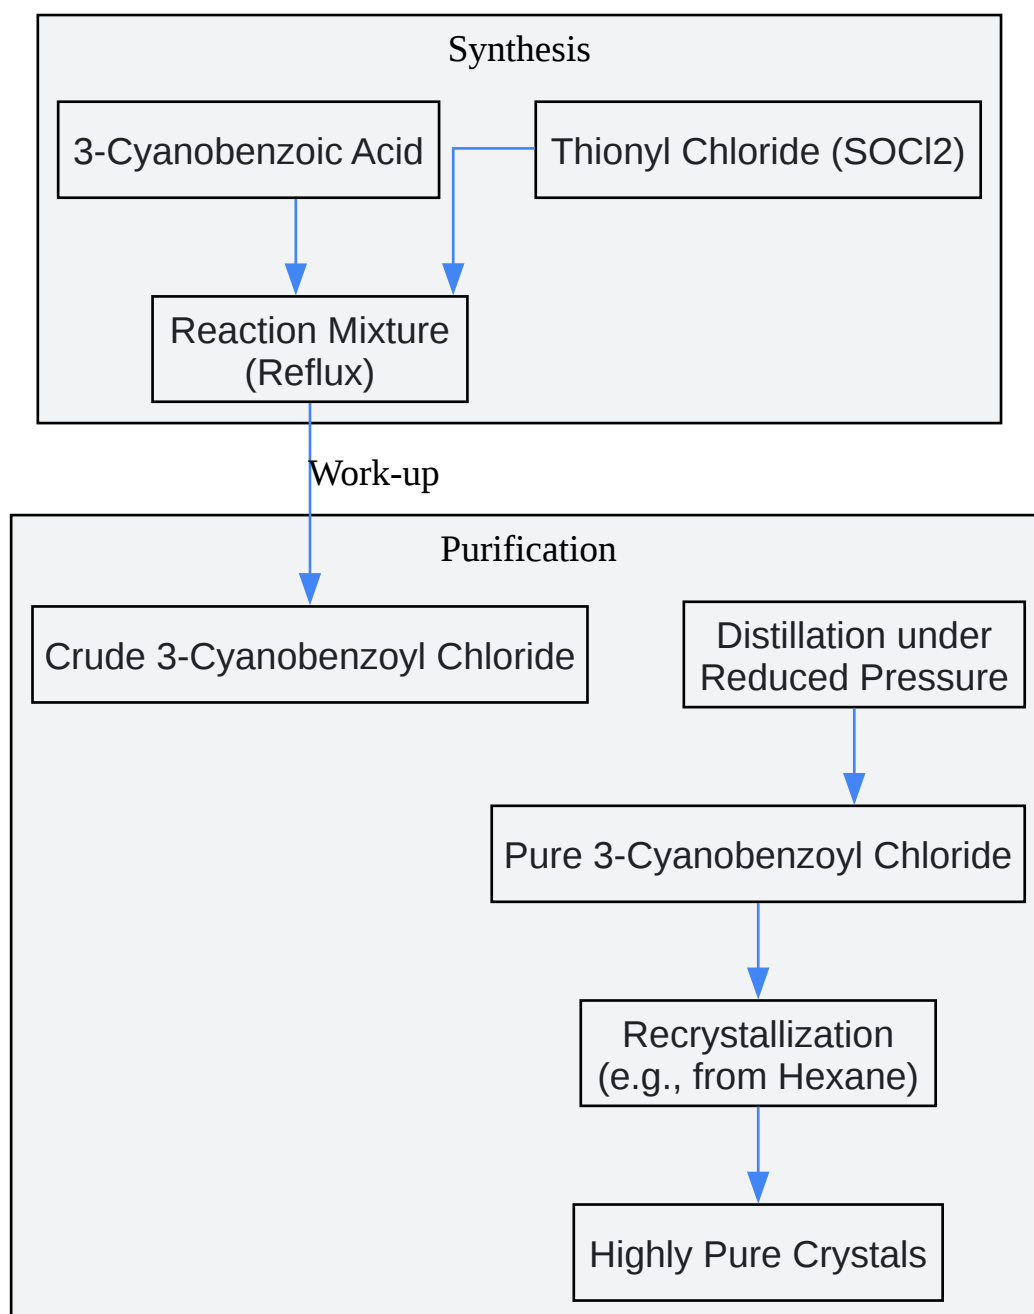 Synthesis
3-Cyanobenzoic Acid
Thionyl Chloride (SOCl2)
Reaction Mixture
(Reflux)
Work-up
Purification
Crude 3-Cyanobenzoyl Chloride
Distillation under
Reduced Pressure
Pure 3-Cyanobenzoyl Chloride
Recrystallization
(e.g., from Hexane)
Highly Pure Crystals